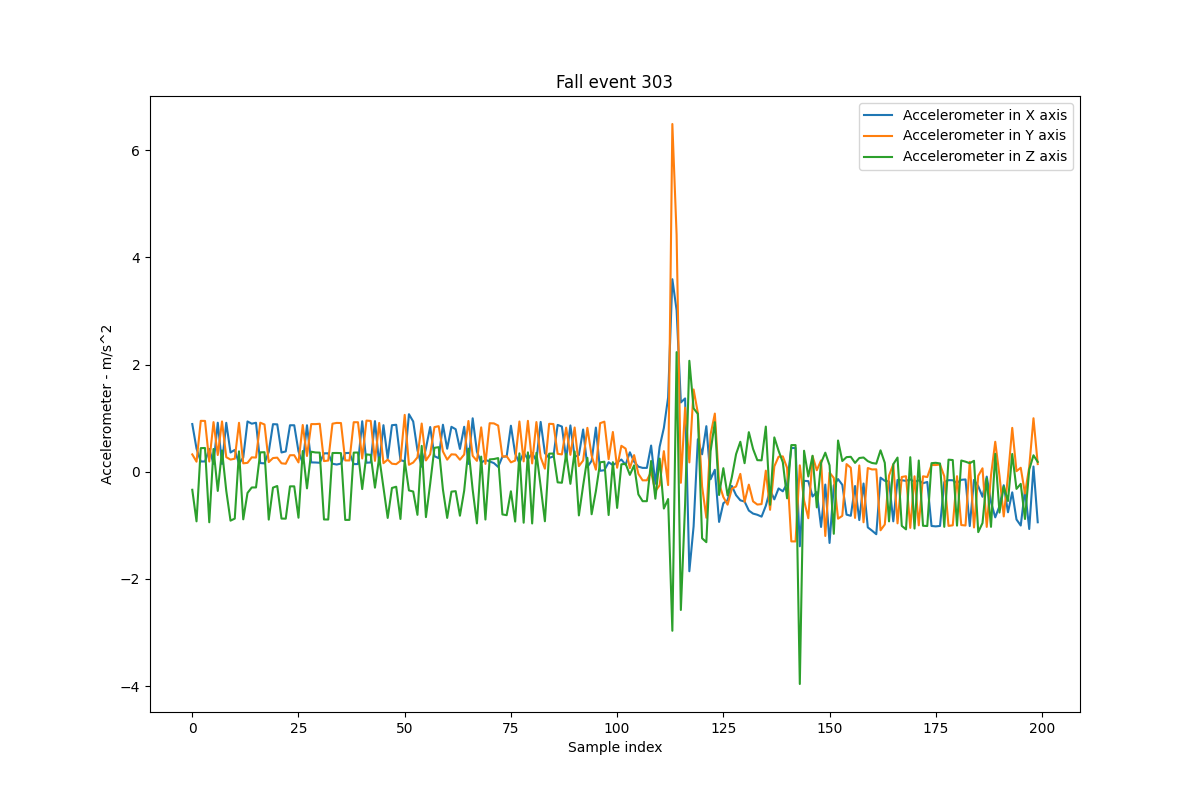 Fall event 303
Accelerometer in X axis
Accelerometer in Y axis
Accelerometer in Z axis
Accelerometer - m/s^2
6
4
2
0
−2
−4
0 25 50 75 100 125 150 175 200
Sample index